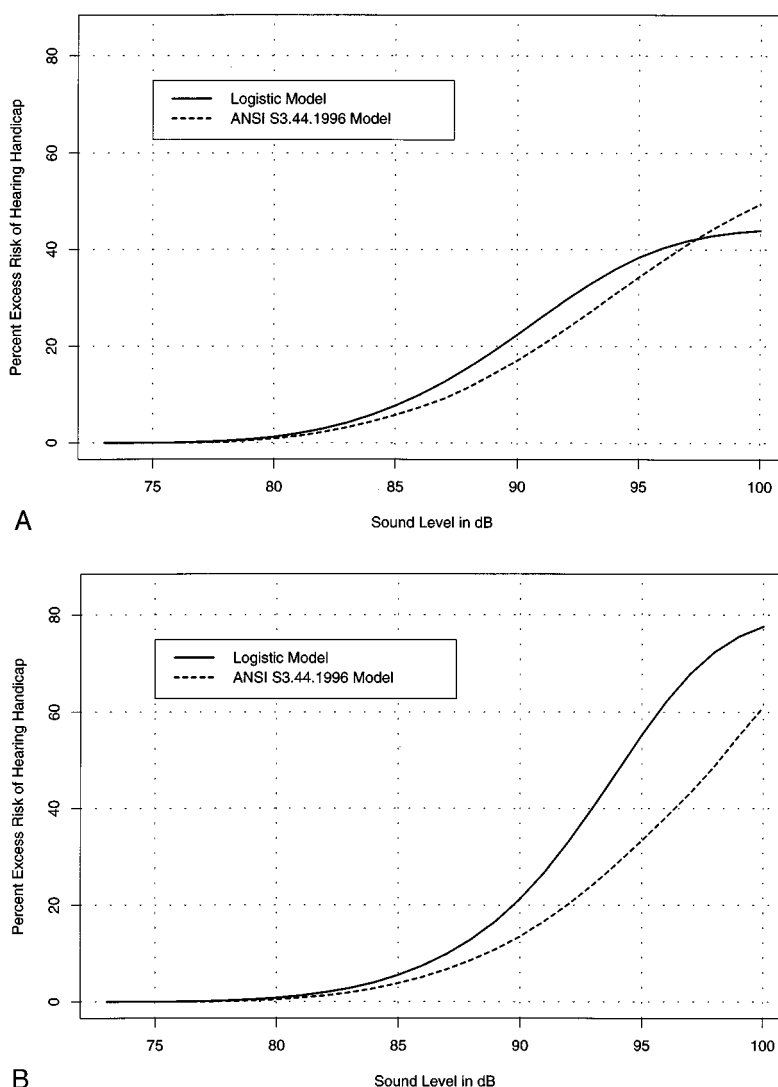 80
60
40
20
0
Percent Excess Risk of Hearing Handicap
Logistic Model
ANSI S3.44.1996 Model
75 80 85 90 95 100
Sound Level in dB
A
80
60
40
20
0
Percent Excess Risk of Hearing Handicap
Logistic Model
ANSI S3.44.1996 Model
75 80 85 90 95 100
Sound Level in dB
B